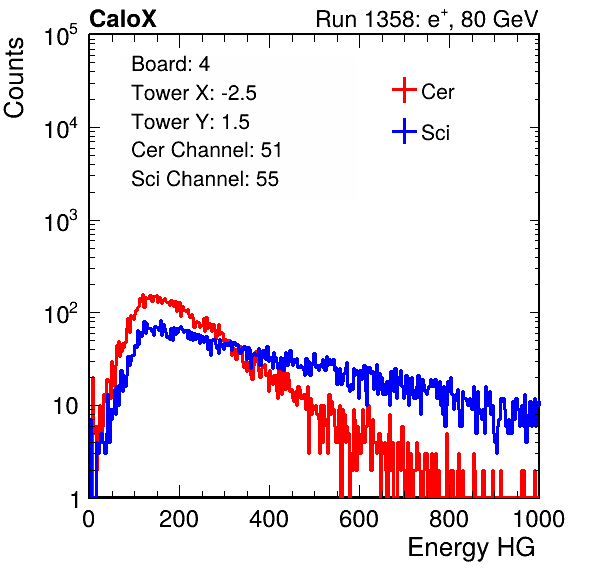 CaloX Run 1358: e⁺, 80 GeV
Counts
10⁵
10⁴
10³
10²
10
1
Board: 4
Tower X: -2.5
Tower Y: 1.5
Cer Channel: 51
Sci Channel: 55
Cer
Sci
0 200 400 600 800 1000
Energy HG